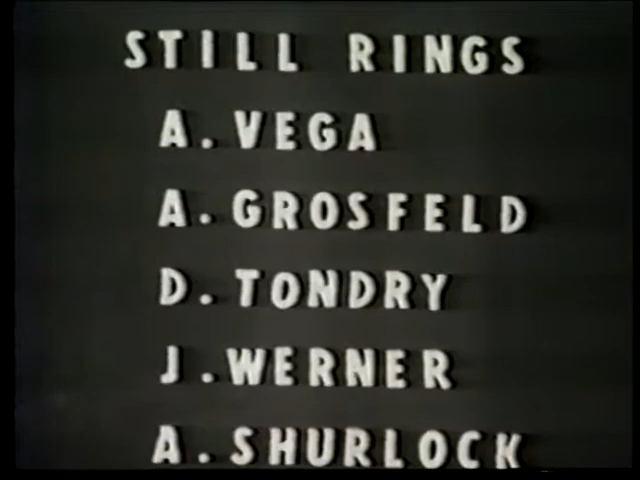 STILL RINGS
A. VEGA
A. GROSFELD
D. TONDRY
J. WERNER
A. SHURLOCK